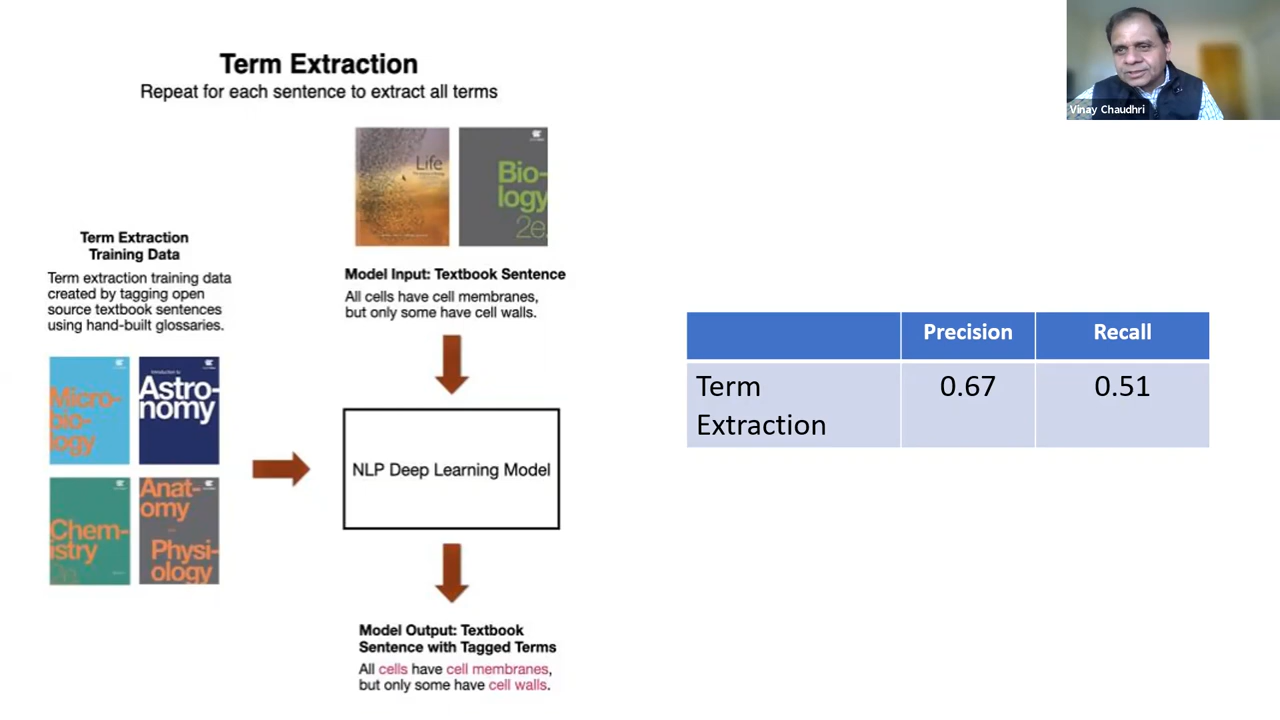 Term Extraction
Repeat for each sentence to extract all terms
Vinay Chaudhri
Life
Bio-
logy
2e
Term Extraction
Training Data
Term extraction training data
created by tagging open
source textbook sentences
using hand-built glossaries.
Model Input: Textbook Sentence
All cells have cell membranes,
but only some have cell walls.
Micro-
bio-
logy
Introduction to
Astro-
nomy
Chem-
istry
Anat-
omy
Physi-
ology
NLP Deep Learning Model
Model Output: Textbook
Sentence with Tagged Terms
All cells have cell membranes,
but only some have cell walls.
Precision Recall
Term 0.67 0.51
Extraction